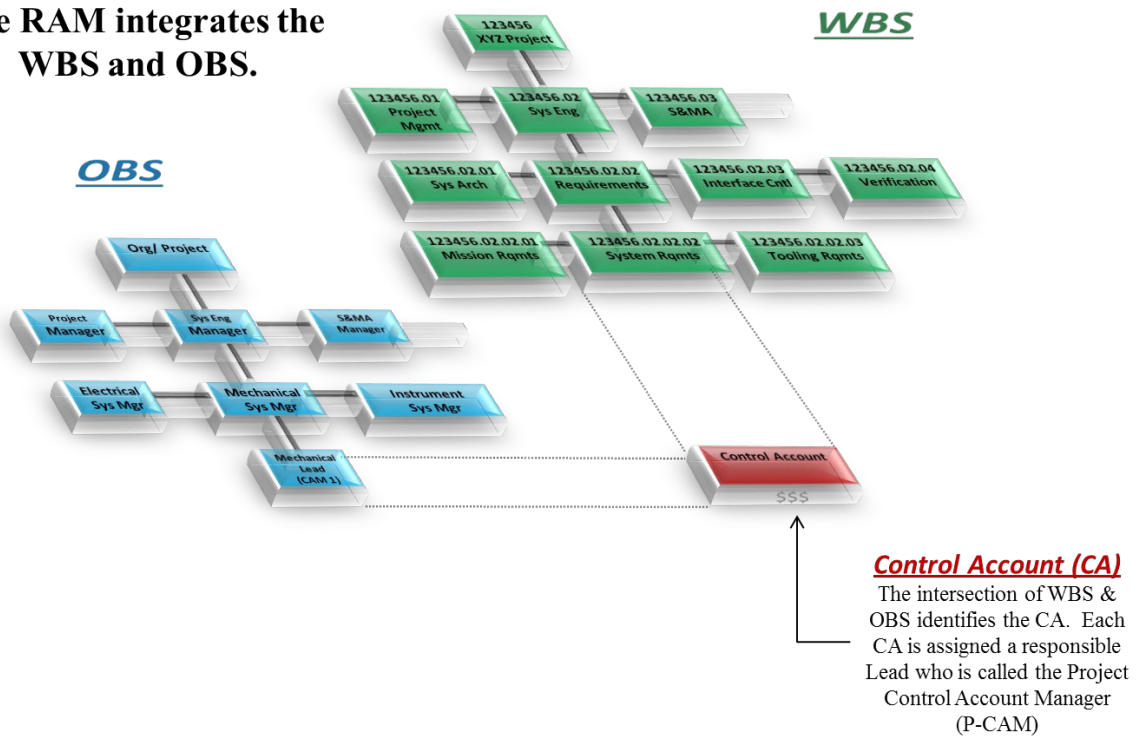 e RAM integrates the
WBS and OBS.
WBS
123456
XYZ Project
123456.01
Project
Mgmt
123456.02
Sys Eng
123456.03
S&MA
123456.02.01
Sys Arch
123456.02.02
Requirements
123456.02.03
Interface Cntl
123456.02.04
Verification
123456.02.02.01
Mission Rqmts
123456.02.02.02
System Rqmts
123456.02.02.03
Tooling Rqmts
OBS
Org/ Project
Project
Manager
Sys Eng
Manager
S&MA
Manager
Electrical
Sys Mgr
Mechanical
Sys Mgr
Instrument
Sys Mgr
Mechanical
Lead
(CAM 1)
Control Account
$$$
Control Account (CA)
The intersection of WBS &
OBS identifies the CA.  Each
CA is assigned a responsible
Lead who is called the Project
Control Account Manager
(P-CAM)